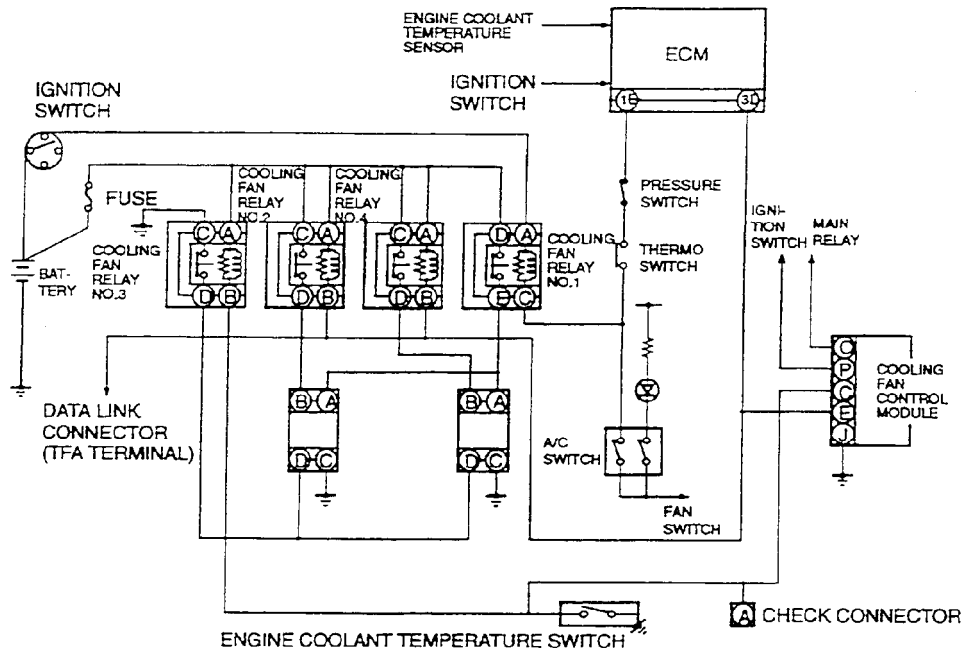 ENGINE COOLANT
TEMPERATURE
SENSOR
ECM
IGNITION
SWITCH
1E
3D
IGNITION
SWITCH
FUSE
BAT-
TERY
COOLING
FAN
RELAY
NO.3
COOLING
FAN
RELAY
NO.2
COOLING
FAN
RELAY
NO.4
COOLING
FAN
RELAY
NO.1
C A
D B
C A
D B
C A
D B
D A
E C
PRESSURE
SWITCH
THERMO
SWITCH
IGNI-
TION
SWITCH
MAIN
RELAY
C
P
C
E
J
COOLING
FAN
CONTROL
MODULE
DATA LINK
CONNECTOR
(TFA TERMINAL)
B A
D C
B A
D C
A/C
SWITCH
FAN
SWITCH
A CHECK CONNECTOR
ENGINE COOLANT TEMPERATURE SWITCH